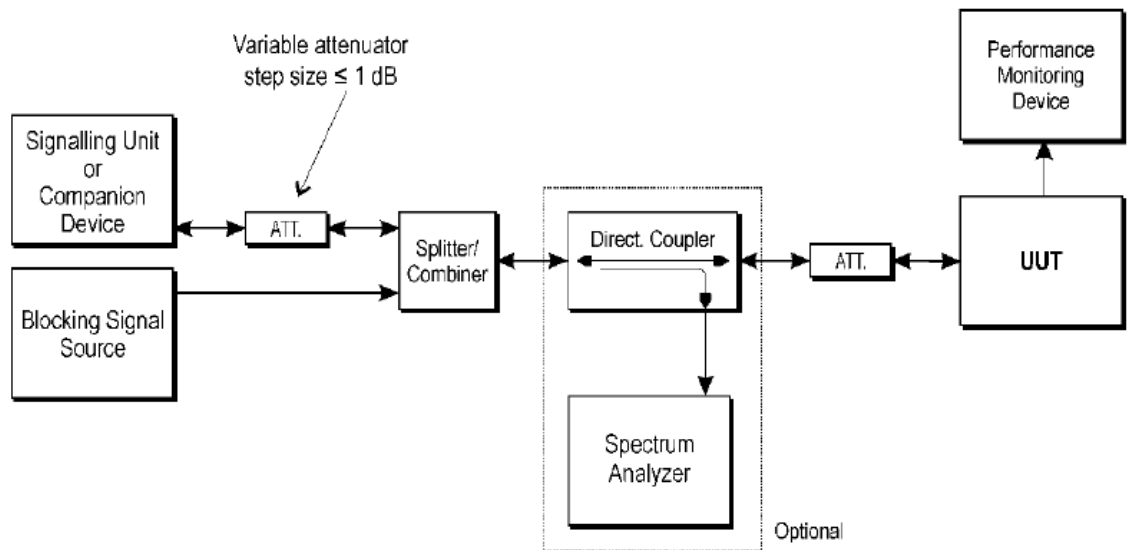 Variable attenuator
step size ≤ 1 dB
Performance
Monitoring
Device
Signalling Unit
or
Companion
Device
ATT.
Splitter/
Combiner
Direct. Coupler
ATT.
UUT
Blocking Signal
Source
Spectrum
Analyzer
Optional